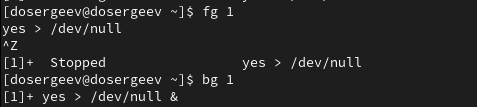 [dosergeev@dosergeev ~]$ fg 1
yes > /dev/null
^Z
[1]+  Stopped                 yes > /dev/null
[dosergeev@dosergeev ~]$ bg 1
[1]+ yes > /dev/null &